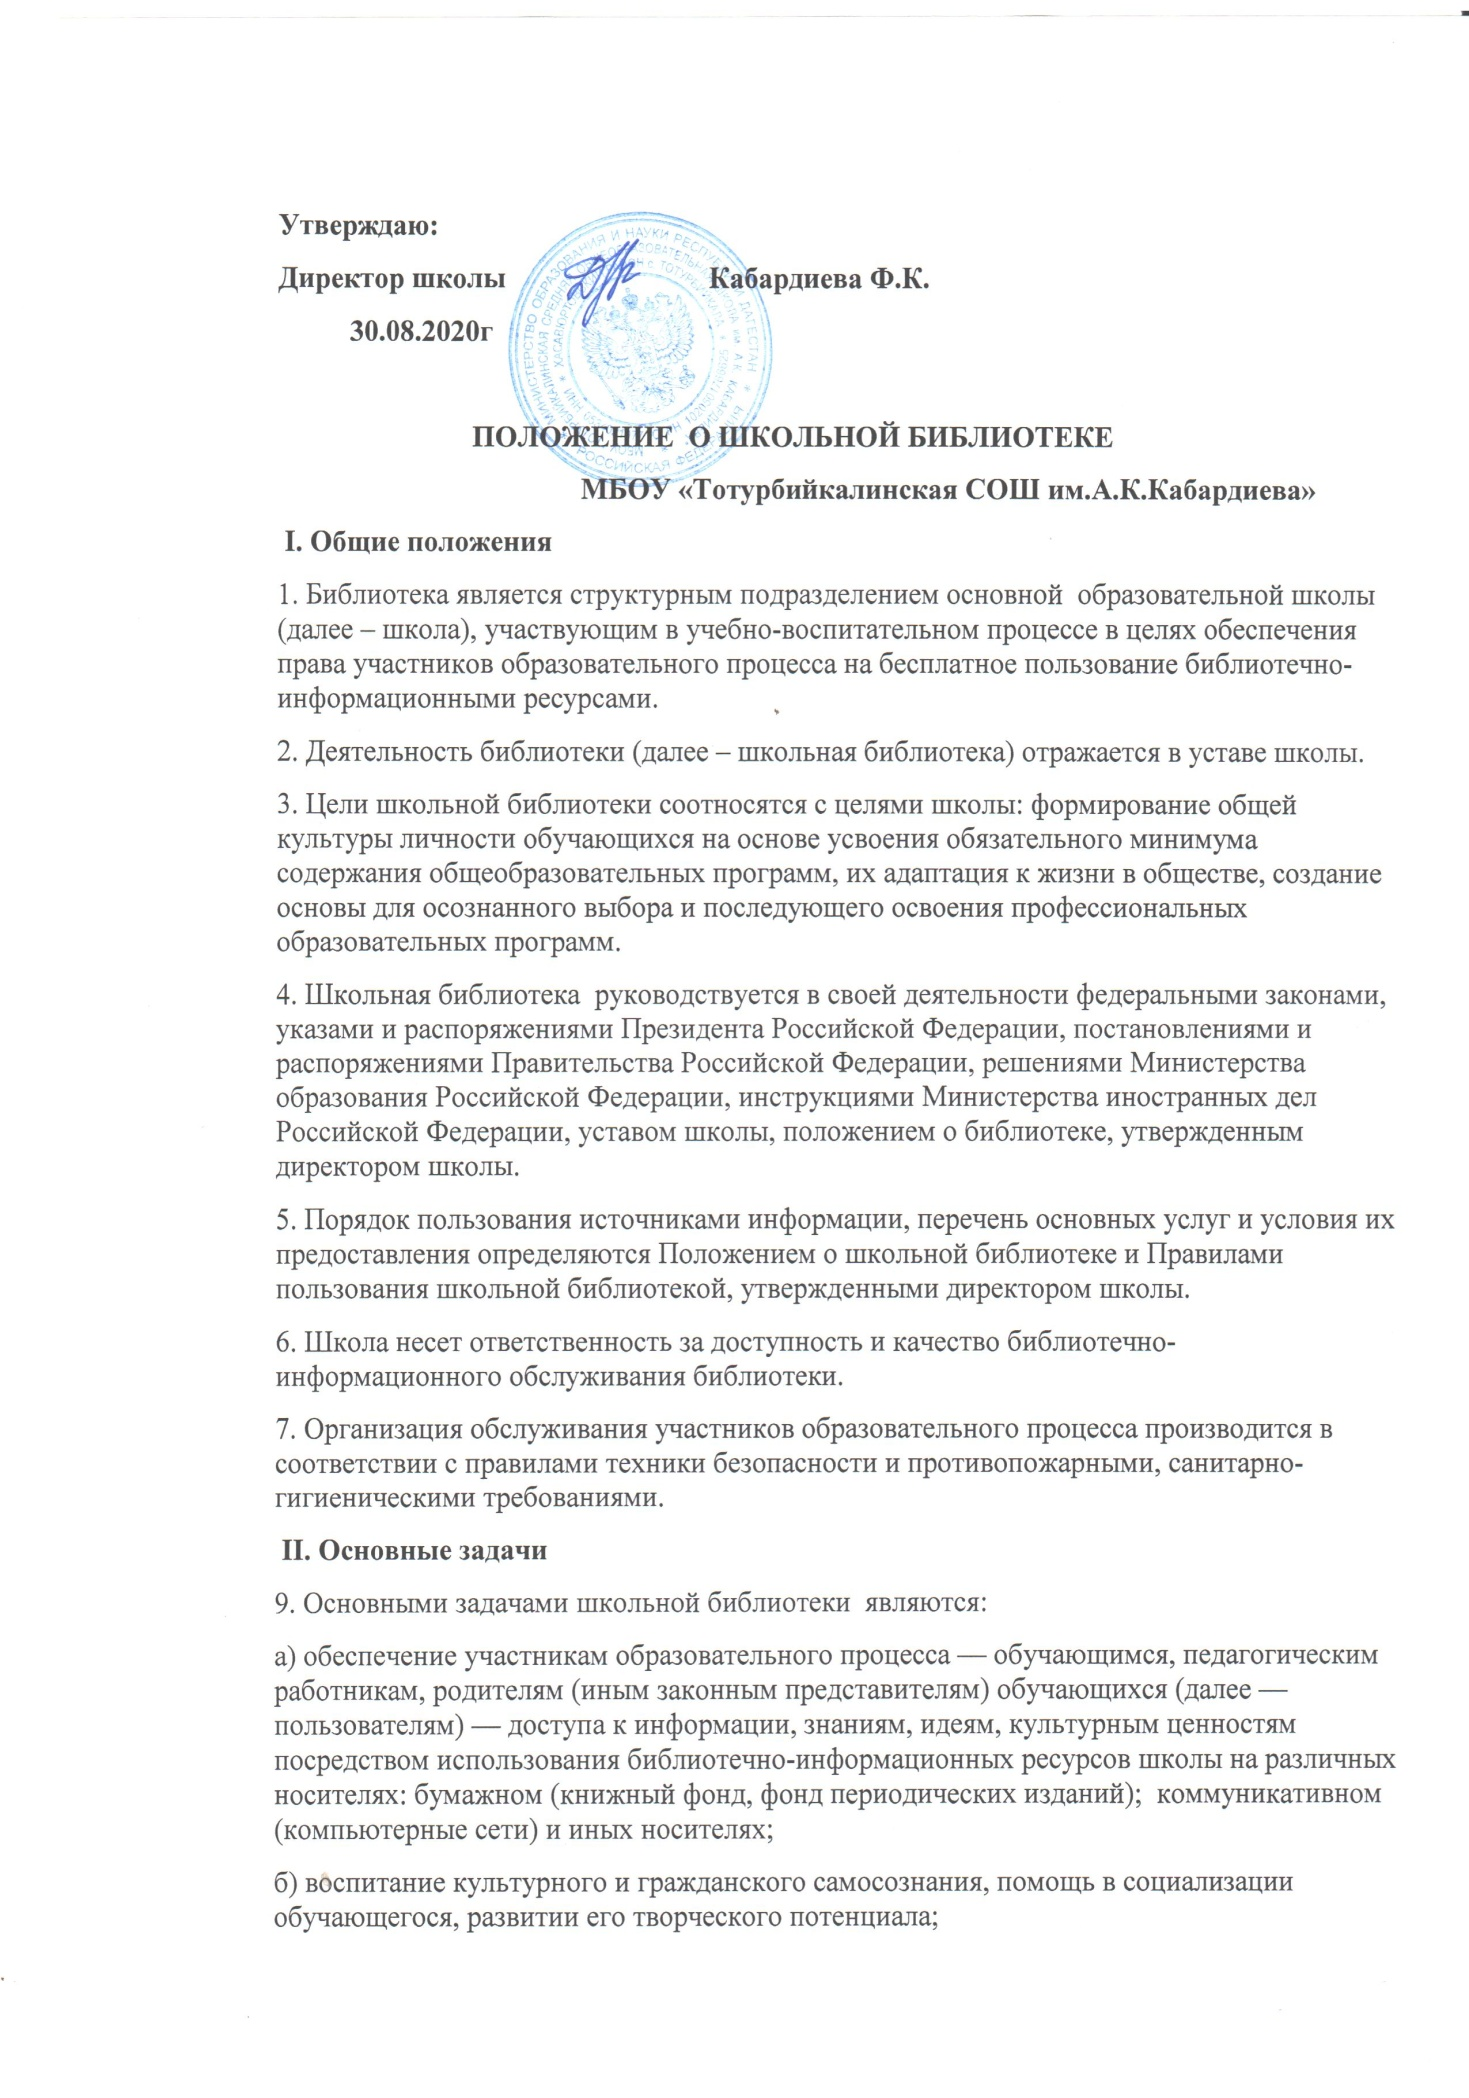 Утверждаю:
Директор школы Кабардиева Ф.К.
30.08.2020г
ПОЛОЖЕНИЕ О ШКОЛЬНОЙ БИБЛИОТЕКЕ
МБОУ «Тотурбийкалинская СОШ им.А.К.Кабардиева»
I. Общие положения
1. Библиотека является структурным подразделением основной образовательной школы
(далее – школа), участвующим в учебно-воспитательном процессе в целях обеспечения
права участников образовательного процесса на бесплатное пользование библиотечно-
информационными ресурсами.
2. Деятельность библиотеки (далее – школьная библиотека) отражается в уставе школы.
3. Цели школьной библиотеки соотносятся с целями школы: формирование общей
культуры личности обучающихся на основе усвоения обязательного минимума
содержания общеобразовательных программ, их адаптация к жизни в обществе, создание
основы для осознанного выбора и последующего освоения профессиональных
образовательных программ.
4. Школьная библиотека руководствуется в своей деятельности федеральными законами,
указами и распоряжениями Президента Российской Федерации, постановлениями и
распоряжениями Правительства Российской Федерации, решениями Министерства
образования Российской Федерации, инструкциями Министерства иностранных дел
Российской Федерации, уставом школы, положением о библиотеке, утвержденным
директором школы.
5. Порядок пользования источниками информации, перечень основных услуг и условия их
предоставления определяются Положением о школьной библиотеке и Правилами
пользования школьной библиотекой, утвержденными директором школы.
6. Школа несет ответственность за доступность и качество библиотечно-
информационного обслуживания библиотеки.
7. Организация обслуживания участников образовательного процесса производится в
соответствии с правилами техники безопасности и противопожарными, санитарно-
гигиеническими требованиями.
II. Основные задачи
9. Основными задачами школьной библиотеки являются:
а) обеспечение участникам образовательного процесса — обучающимся, педагогическим
работникам, родителям (иным законным представителям) обучающихся (далее —
пользователям) — доступа к информации, знаниям, идеям, культурным ценностям
посредством использования библиотечно-информационных ресурсов школы на различных
носителях: бумажном (книжный фонд, фонд периодических изданий); коммуникативном
(компьютерные сети) и иных носителях;
б) воспитание культурного и гражданского самосознания, помощь в социализации
обучающегося, развитии его творческого потенциала;
МИНИСТЕРСТВО ОБРАЗОВАНИЯ И НАУКИ РЕСПУБЛИКИ ДАГЕСТАН
РОССИЙСКАЯ ФЕДЕРАЦИЯ